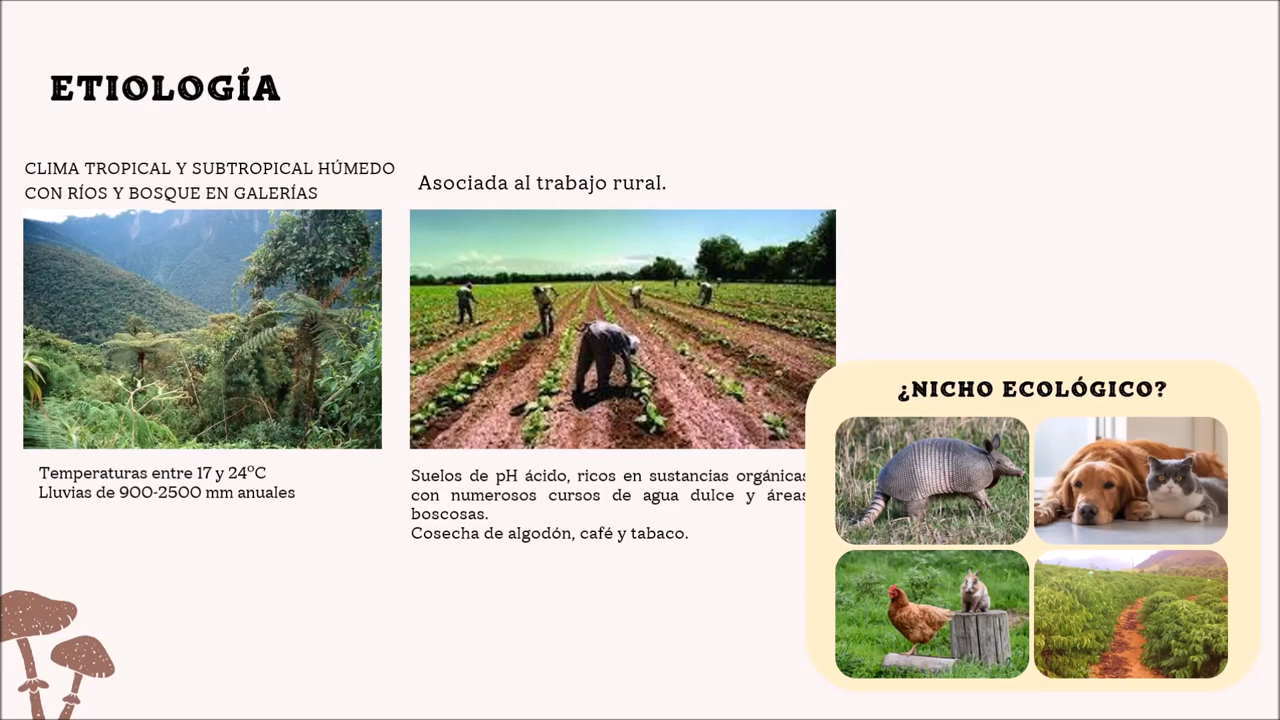 ETIOLOGÍA
CLIMA TROPICAL Y SUBTROPICAL HÚMEDO
CON RÍOS Y BOSQUE EN GALERÍAS
Temperaturas entre 17 y 24ºC
Lluvias de 900-2500 mm anuales
Asociada al trabajo rural.
Suelos de pH ácido, ricos en sustancias orgánicas
con numerosos cursos de agua dulce y áreas
boscosas.
Cosecha de algodón, café y tabaco.
¿NICHO ECOLÓGICO?